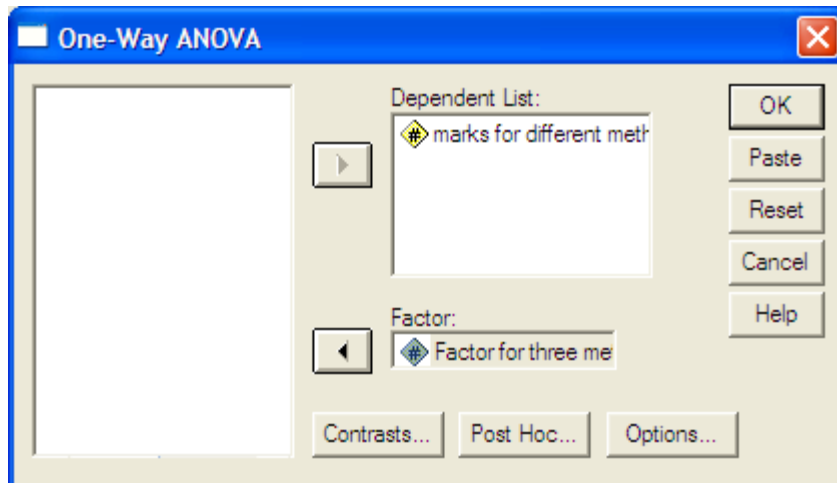 One-Way ANOVA
Dependent List:
marks for different meth
Factor:
Factor for three me
Contrasts...
Post Hoc...
Options...
OK
Paste
Reset
Cancel
Help